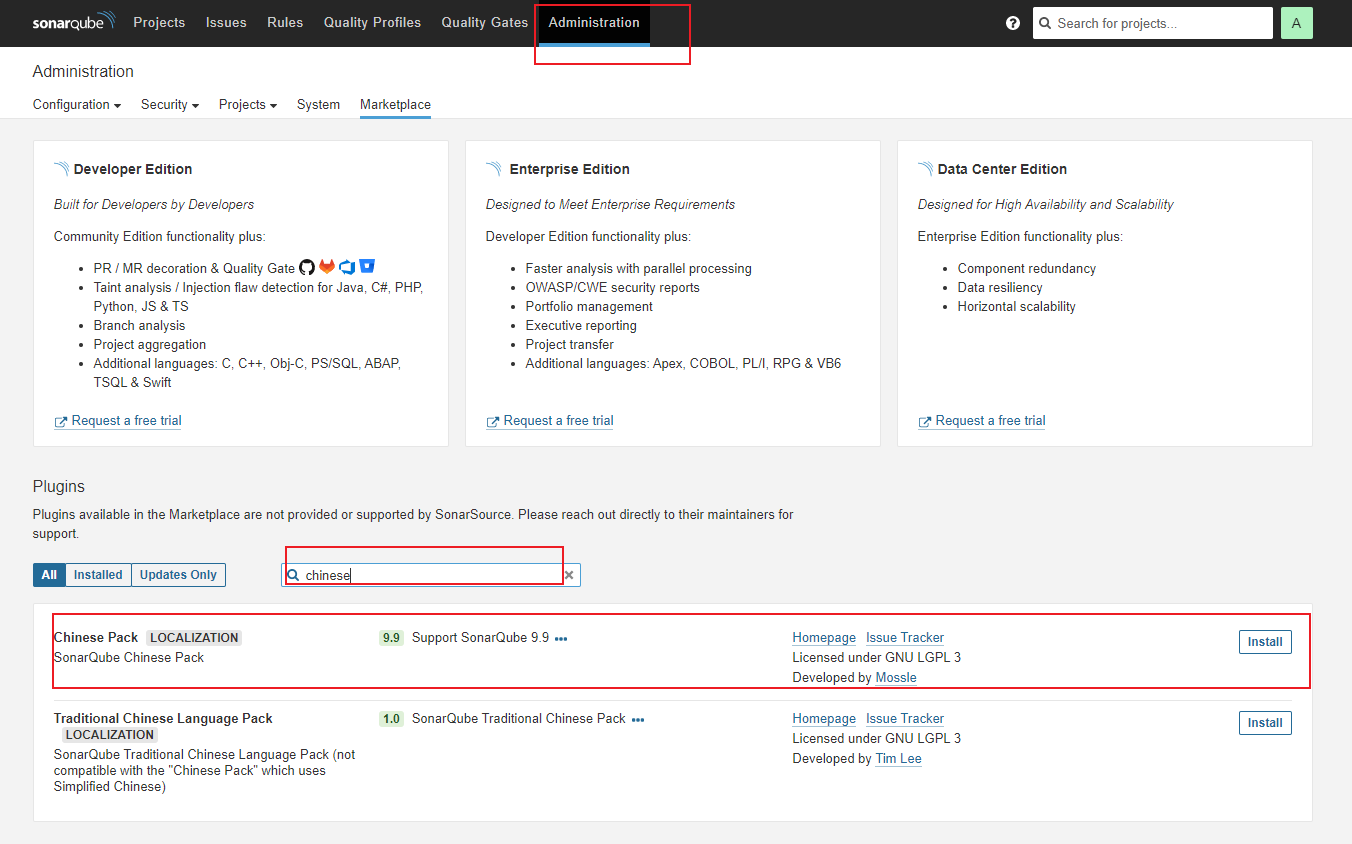 sonarqube Projects Issues Rules Quality Profiles Quality Gates Administration ? Search for projects... A
Administration
Configuration Security Projects System Marketplace
Developer Edition
Built for Developers by Developers
Community Edition functionality plus:
• PR / MR decoration & Quality Gate
• Taint analysis / Injection flaw detection for Java, C#, PHP,
Python, JS & TS
• Branch analysis
• Project aggregation
• Additional languages: C, C++, Obj-C, PS/SQL, ABAP,
TSQL & Swift
Request a free trial
Enterprise Edition
Designed to Meet Enterprise Requirements
Developer Edition functionality plus:
• Faster analysis with parallel processing
• OWASP/CWE security reports
• Portfolio management
• Executive reporting
• Project transfer
• Additional languages: Apex, COBOL, PL/I, RPG & VB6
Request a free trial
Data Center Edition
Designed for High Availability and Scalability
Enterprise Edition functionality plus:
• Component redundancy
• Data resiliency
• Horizontal scalability
Request a free trial
Plugins
Plugins available in the Marketplace are not provided or supported by SonarSource. Please reach out directly to their maintainers for
support.
All Installed Updates Only chinese
Chinese Pack LOCALIZATION
SonarQube Chinese Pack
9.9 Support SonarQube 9.9 •••
Homepage Issue Tracker
Licensed under GNU LGPL 3
Developed by Mossle
Install
Traditional Chinese Language Pack
LOCALIZATION
SonarQube Traditional Chinese Language Pack (not
compatible with the "Chinese Pack" which uses
Simplified Chinese)
1.0 SonarQube Traditional Chinese Pack •••
Homepage Issue Tracker
Licensed under GNU LGPL 3
Developed by Tim Lee
Install